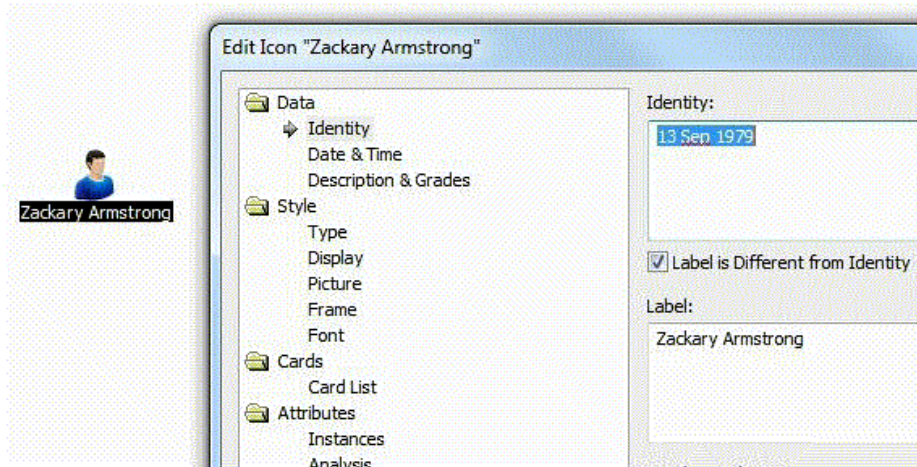 Edit Icon "Zackary Armstrong"
Data
Identity
Date & Time
Description & Grades
Style
Type
Display
Picture
Frame
Font
Cards
Card List
Attributes
Instances
Analysis
Identity:
13 Sep 1979
Label is Different from Identity
Label:
Zackary Armstrong
Zackary Armstrong